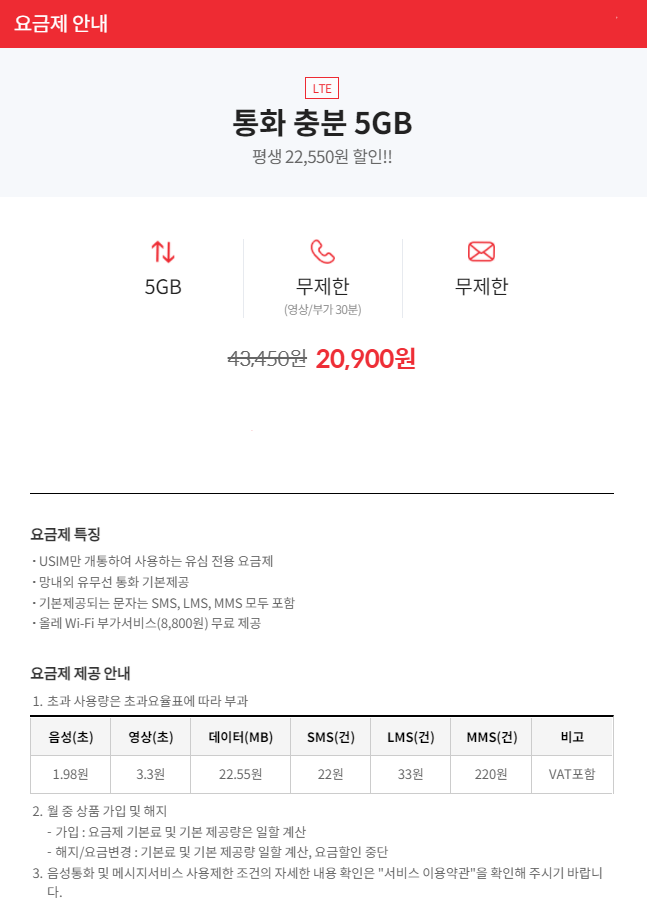 요금제 안내
LTE
통화 충분 5GB
평생 22,550원 할인!!
5GB 무제한 무제한
(영상/부가 30분)
43,450원 20,900원
요금제 특징
· USIM만 개통하여 사용하는 유심 전용 요금제
· 망내외 유무선 통화 기본제공
· 기본제공되는 문자는 SMS, LMS, MMS 모두 포함
· 올레 Wi-Fi 부가서비스(8,800원) 무료 제공
요금제 제공 안내
1. 초과 사용량은 초과요율표에 따라 부과
음성(초) 영상(초) 데이터(MB) SMS(건) LMS(건) MMS(건) 비고
1.98원 3.3원 22.55원 22원 33원 220원 VAT포함
2. 월 중 상품 가입 및 해지
- 가입 : 요금제 기본료 및 기본 제공량은 일할 계산
- 해지/요금변경 : 기본료 및 기본 제공량 일할 계산, 요금할인 중단
3. 음성통화 및 메시지서비스 사용제한 조건의 자세한 내용 확인은 "서비스 이용약관"을 확인해 주시기 바랍니
다.